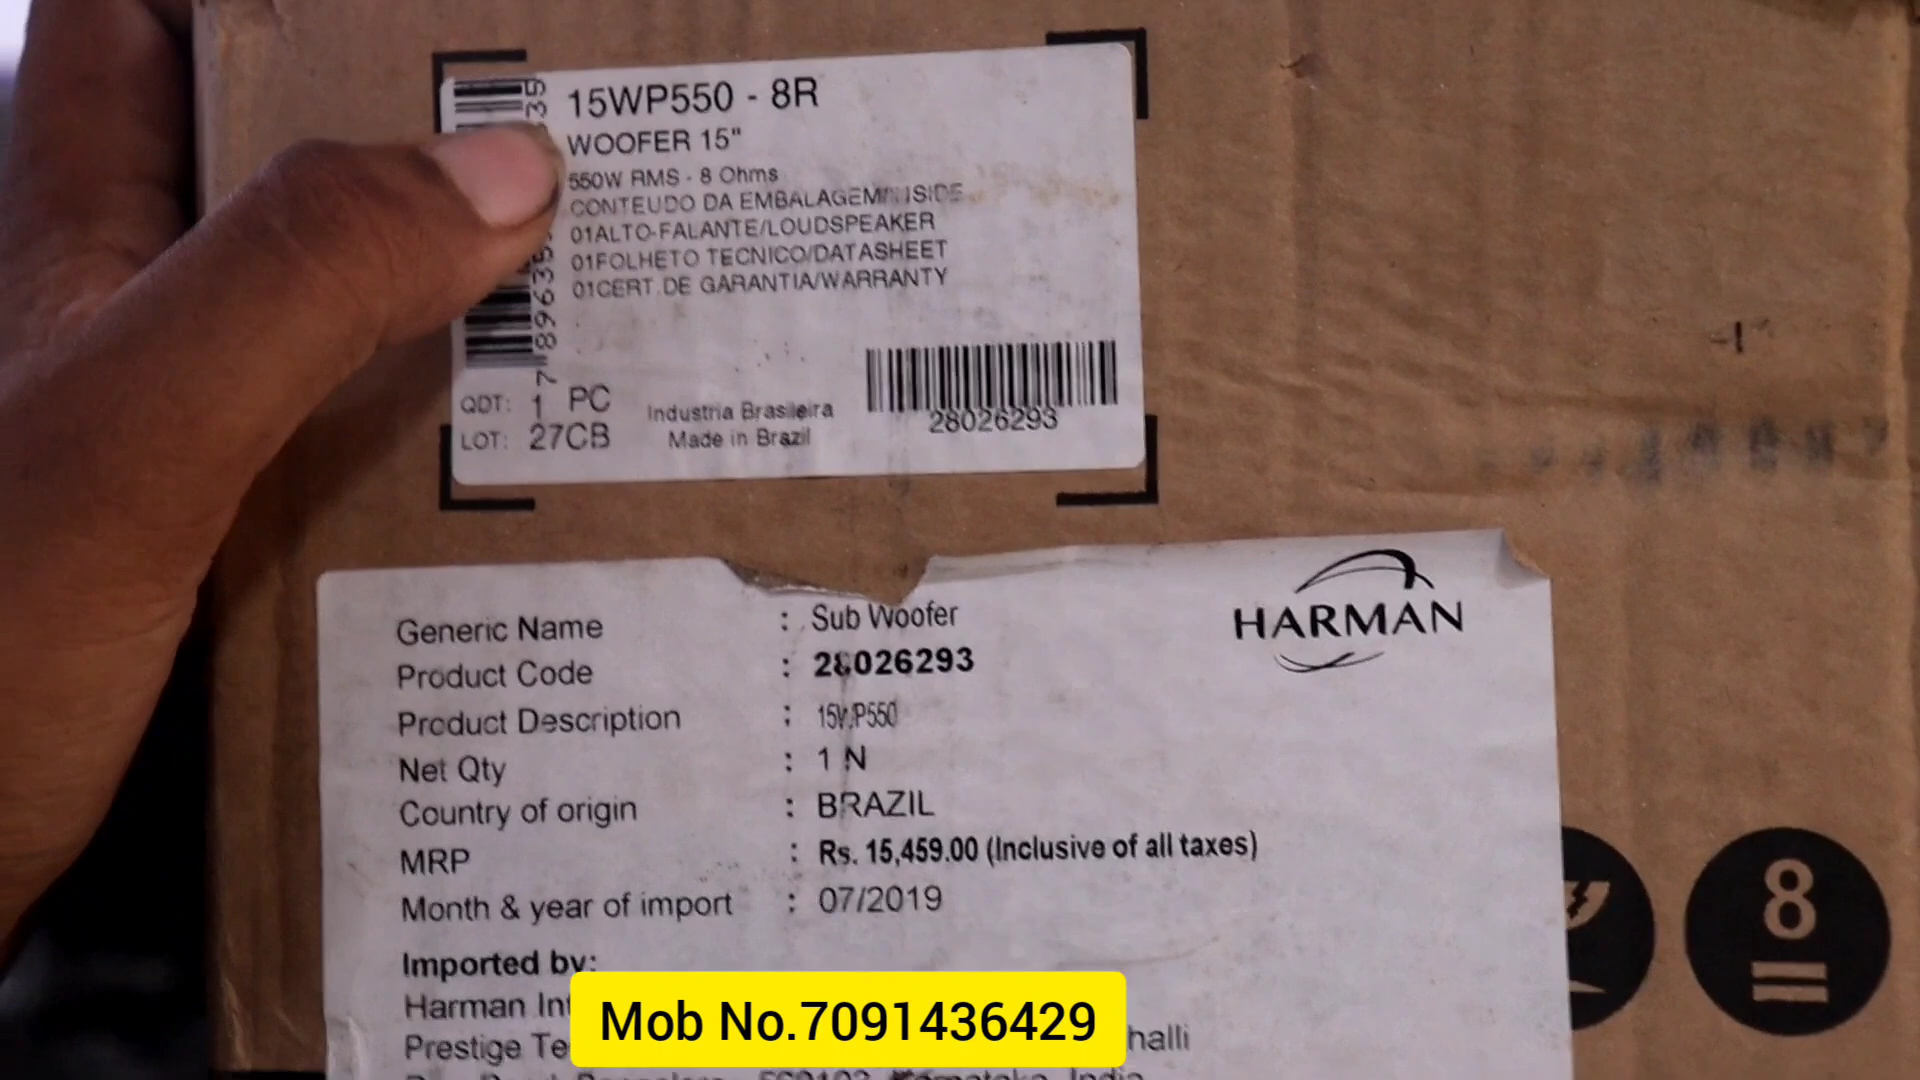 15WP550 - 8R
WOOFER 15"
550W RMS - 8 Ohms
CONTEUDO DA EMBALAGEM
01ALTO-FALANTE/LOUDSPEAKER
01FOLHETO TECNICO/DATASHEET
01CERT.DE GARANTIA/WARRANTY
QDT: 1 PC
LOT: 27CB
Industria Brasileira
Made in Brazil
28026293
HARMAN
Generic Name : Sub Woofer
Product Code : 28026293
Product Description : 15WP550
Net Qty : 1 N
Country of origin : BRAZIL
MRP : Rs. 15,459.00 (Inclusive of all taxes)
Month & year of import : 07/2019
Imported by:
Harman
Prestige
8
Mob No.7091436429